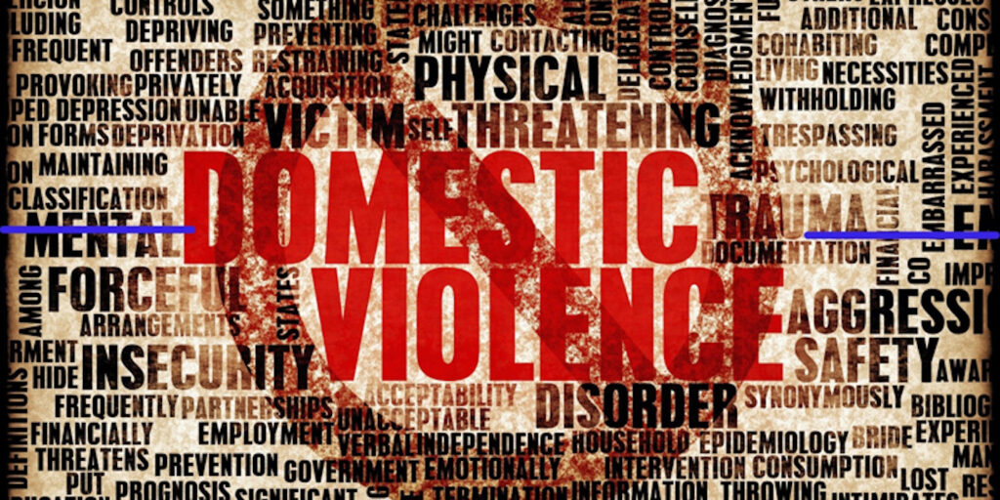 LUDING CONTROLS SOMETHING STATE CHALLENGES ADDITIONAL CONS
FREQUENT DEPRIVING PREVENTING MIGHT CONTACTING COHABITING
OFFENDERS RESTRAINING PHYSICAL LIVING NECESSITIES
PROVOKING PRIVATELY ACQUISITION WITHHOLDING
PED DEPRESSION UNABLE VICTIM SELF THREATENING TRESPASSING
ON FORMS DEPRIVATION
DELIBERAT CONTROL COUNSEL DIAGNOS ACKNOWLEDGMENT
ON MAINTAINING PSYCHOLOGICAL EMBARRASSED EXPERIENCED
CLASSIFICATION
DOMESTIC
MENTAL TRAUMA
DOCUMENTATION FINANCIAL CO
AMONG FORCEFUL STATES VIOLENCE IMPR
ARRANGEMENTS AGGRESSI
RMENT INSECURITY SAFETY AWAR
HIDE
DEFINITIONS
FREQUENTLY PARTNERSHIPS ACCEPTABILITY DISORDER SYNONYMOUSLY BIBLIOG
UNACCEPTABLE
FINANCIALLY EMPLOYMENT VERBAL INDEPENDENCE HOUSEHOLD EPIDEMIOLOGY BRIDE EXPERI
THREATENS PREVENTION GOVERNMENT EMOTIONALLY INTERVENTION CONSUMPTION MAN
PUT PROGNOSIS SIGNIFICANT TERMINATION INFORMATION THROWING INTIMIDATES LOST RES